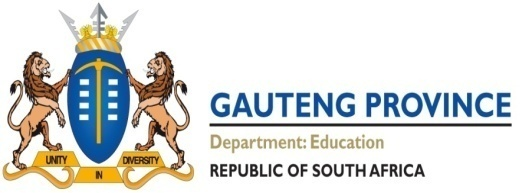 GAUTENG PROVINCE
Department: Education
REPUBLIC OF SOUTH AFRICA
UNITY
IN
DIVERSITY